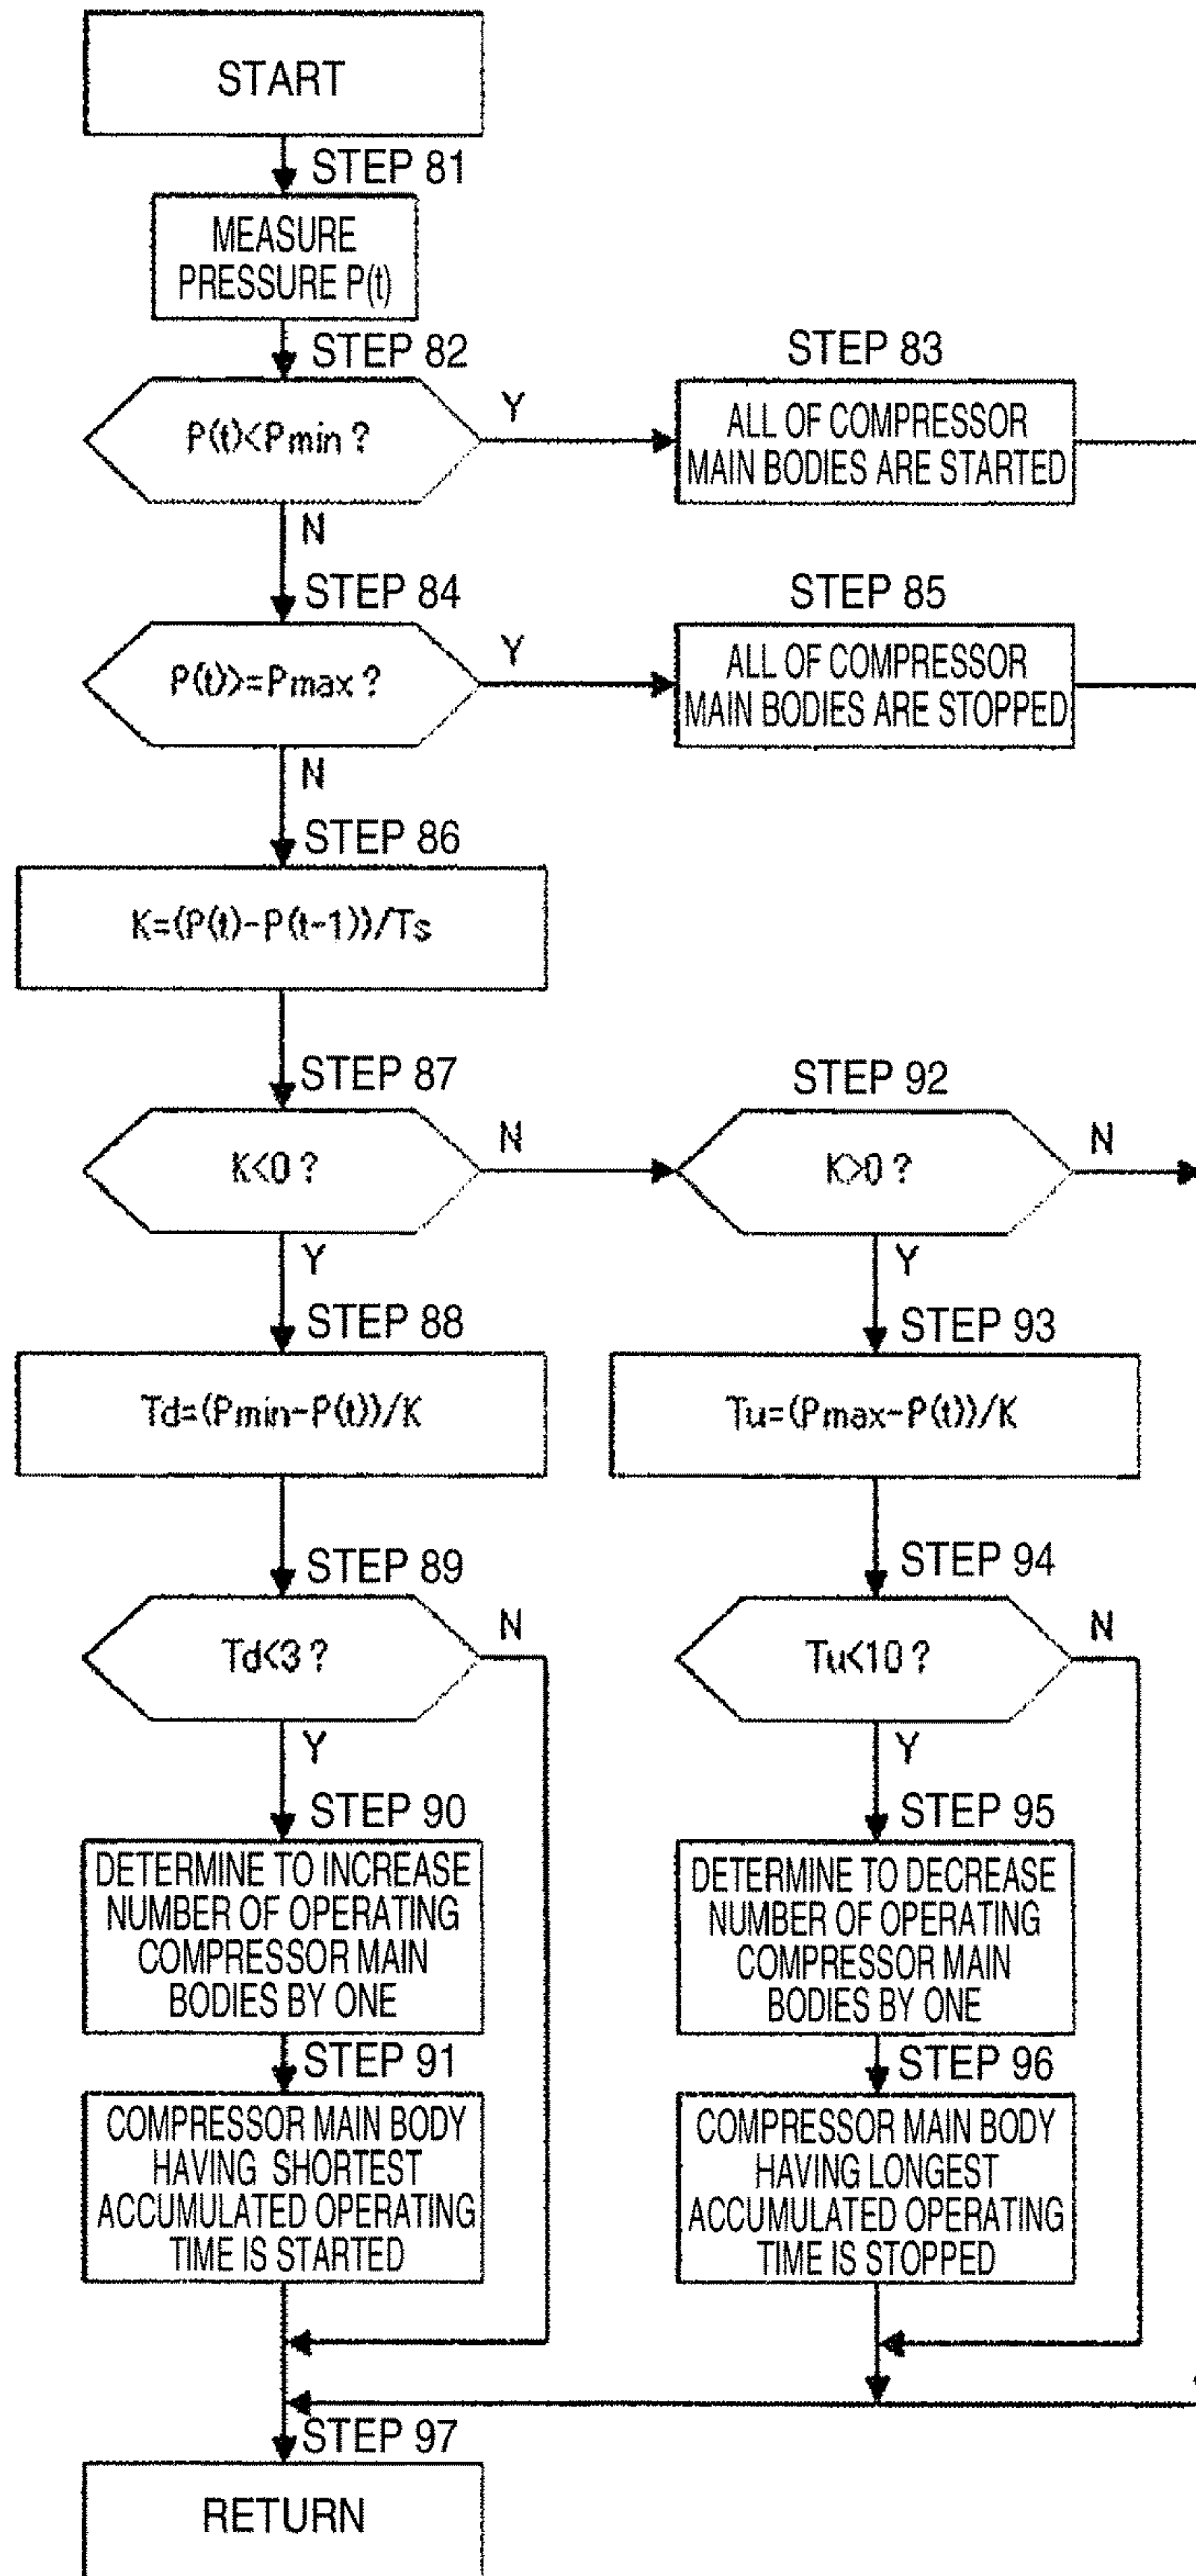 START
STEP 81
MEASURE
PRESSURE P(t)
STEP 82
P(t)<Pmin ?
Y
N
STEP 83
ALL OF COMPRESSOR
MAIN BODIES ARE STARTED
STEP 84
P(t)>=Pmax ?
Y
N
STEP 85
ALL OF COMPRESSOR
MAIN BODIES ARE STOPPED
STEP 86
K=(P(t)-P(t-1))/Ts
STEP 87
K<0 ?
N
Y
STEP 92
K>0 ?
N
Y
STEP 88
Td=(Pmin-P(t))/K
STEP 93
Tu=(Pmax-P(t))/K
STEP 89
Td<3 ?
N
Y
STEP 94
Tu<10 ?
N
Y
STEP 90
DETERMINE TO INCREASE
NUMBER OF OPERATING
COMPRESSOR MAIN
BODIES BY ONE
STEP 95
DETERMINE TO DECREASE
NUMBER OF OPERATING
COMPRESSOR MAIN
BODIES BY ONE
STEP 91
COMPRESSOR MAIN BODY
HAVING SHORTEST
ACCUMULATED OPERATING
TIME IS STARTED
STEP 96
COMPRESSOR MAIN BODY
HAVING LONGEST
ACCUMULATED OPERATING
TIME IS STOPPED
STEP 97
RETURN